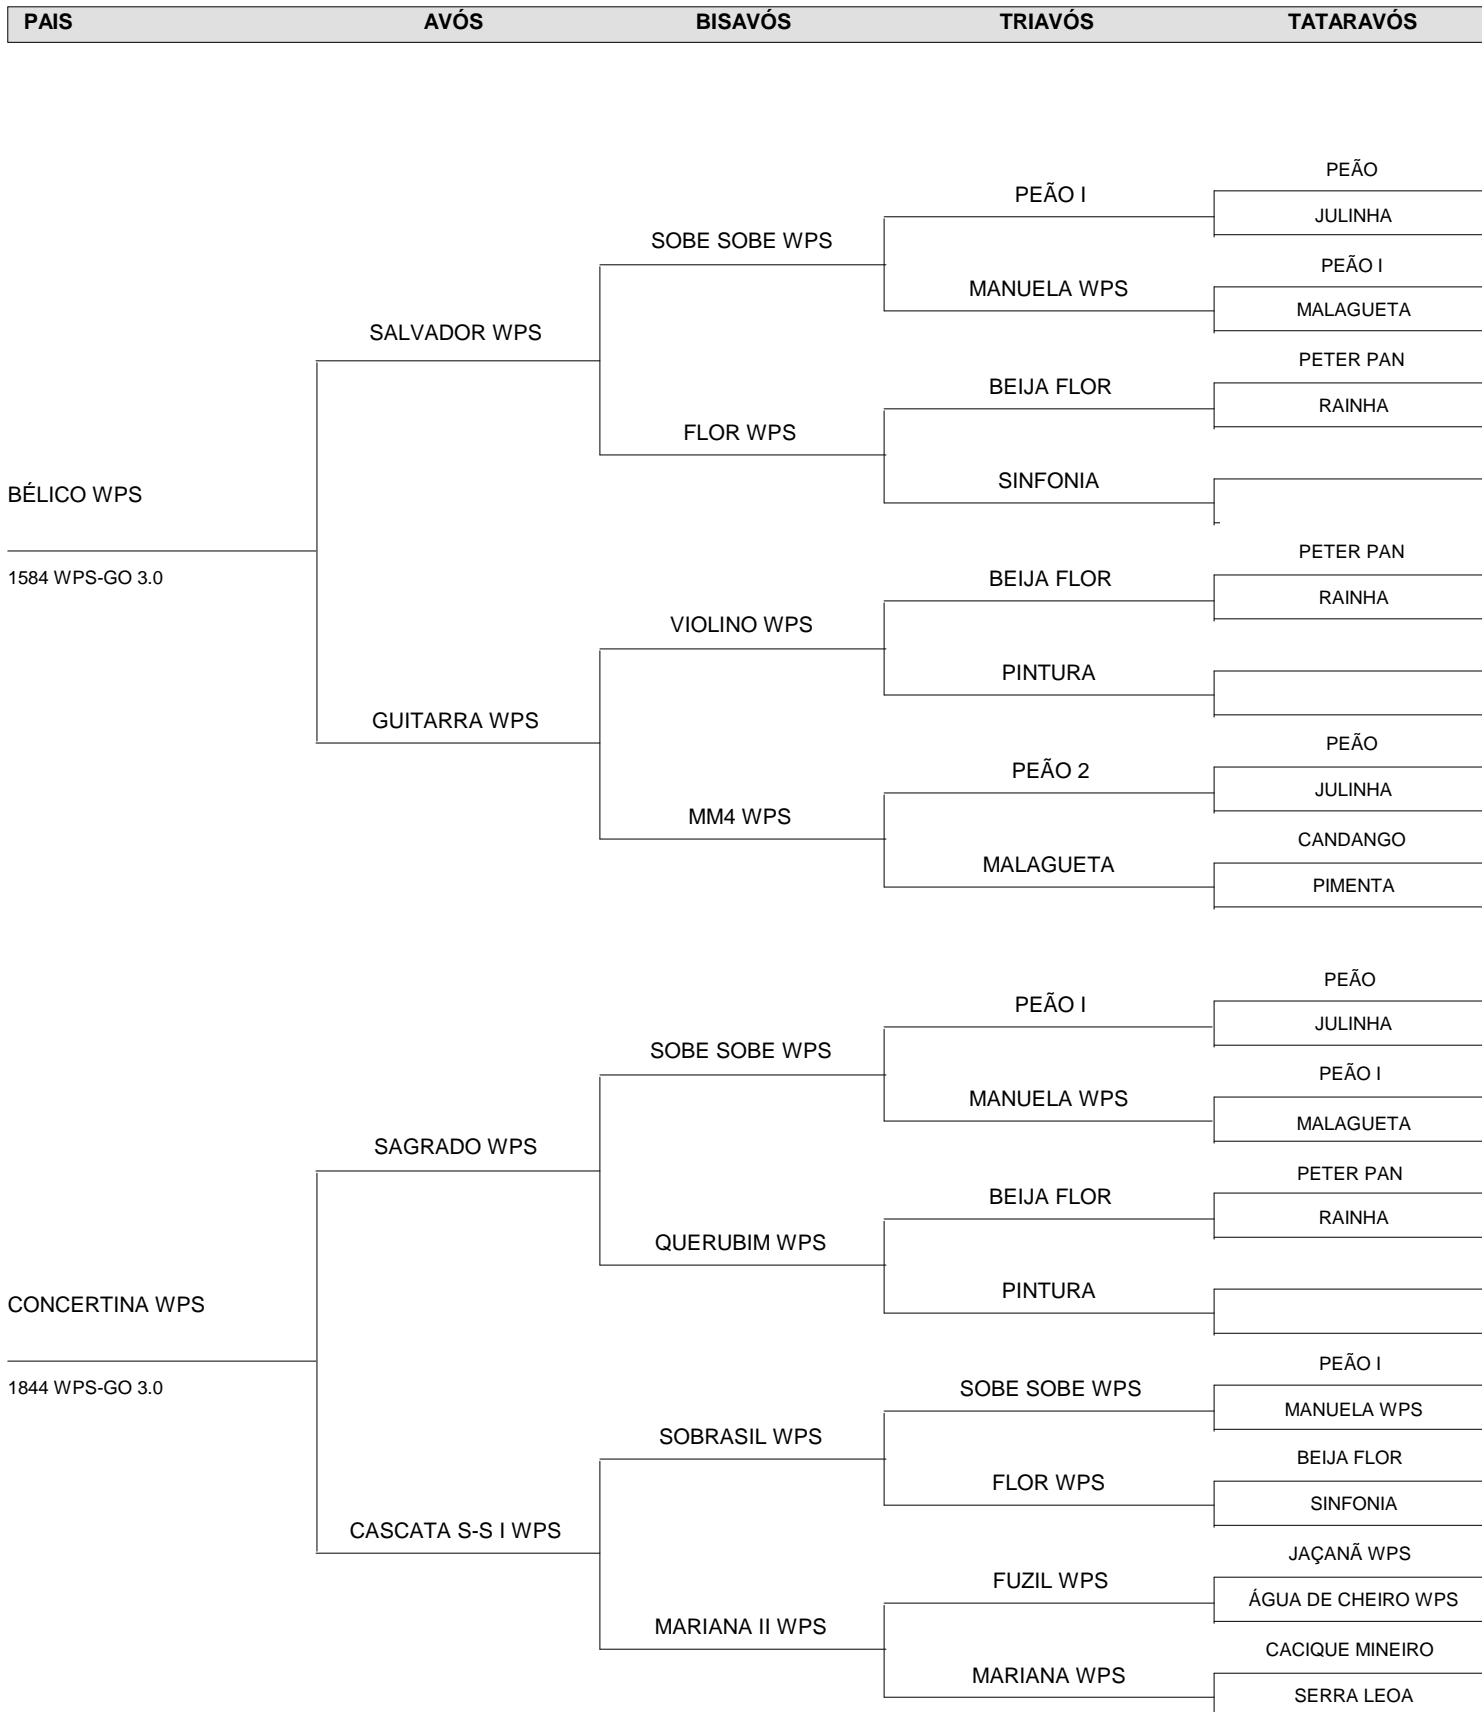 PAIS AVÓS BISAVÓS TRIAVÓS TATARAVÓS
PEÃO
PEÃO I
JULINHA
SOBE SOBE WPS
PEÃO I
MANUELA WPS
MALAGUETA
SALVADOR WPS
PETER PAN
BEIJA FLOR
RAINHA
FLOR WPS
SINFONIA
BÉLICO WPS
PETER PAN
1584 WPS-GO 3.0
BEIJA FLOR
RAINHA
VIOLINO WPS
PINTURA
GUITARRA WPS
PEÃO
PEÃO 2
JULINHA
MM4 WPS
CANDANGO
MALAGUETA
PIMENTA
PEÃO
PEÃO I
JULINHA
SOBE SOBE WPS
PEÃO I
MANUELA WPS
MALAGUETA
SAGRADO WPS
PETER PAN
BEIJA FLOR
RAINHA
QUERUBIM WPS
PINTURA
CONCERTINA WPS
PEÃO I
1844 WPS-GO 3.0
SOBE SOBE WPS
MANUELA WPS
SOBRASIL WPS
BEIJA FLOR
FLOR WPS
SINFONIA
CASCATA S-S I WPS
JAÇANÃ WPS
FUZIL WPS
ÁGUA DE CHEIRO WPS
MARIANA II WPS
CACIQUE MINEIRO
MARIANA WPS
SERRA LEOA